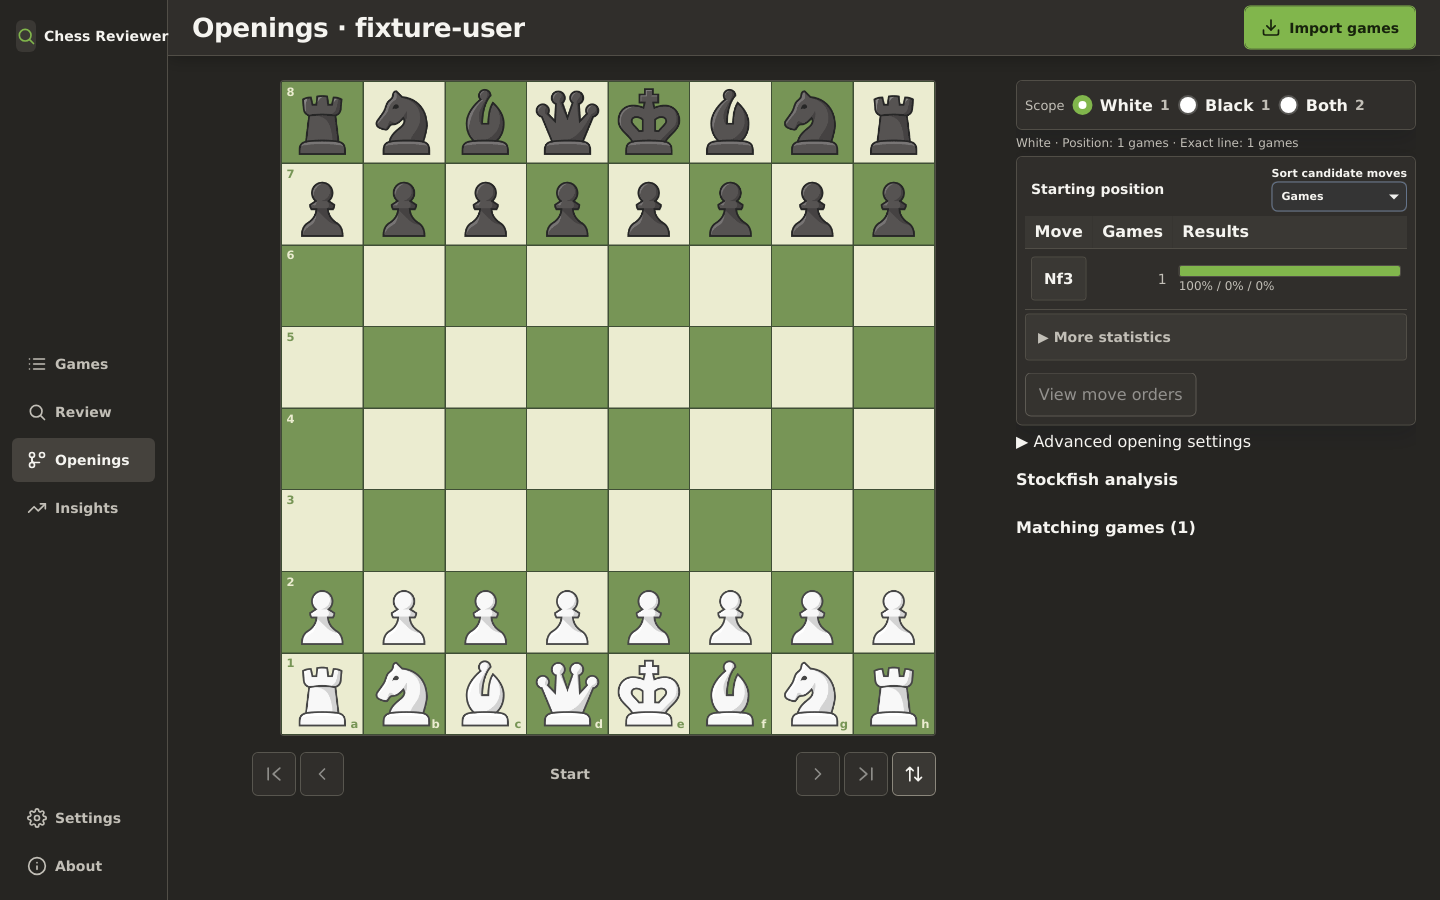 Chess Reviewer
Openings · fixture-user
Import games
Games
Review
Openings
Insights
Settings
About
8
7
6
5
4
3
2
1
a b c d e f g h
Start
Scope White 1 Black 1 Both 2
White · Position: 1 games · Exact line: 1 games
Starting position
Sort candidate moves
Games
Move Games Results
Nf3 1
100% / 0% / 0%
▶ More statistics
View move orders
▶ Advanced opening settings
Stockfish analysis
Matching games (1)